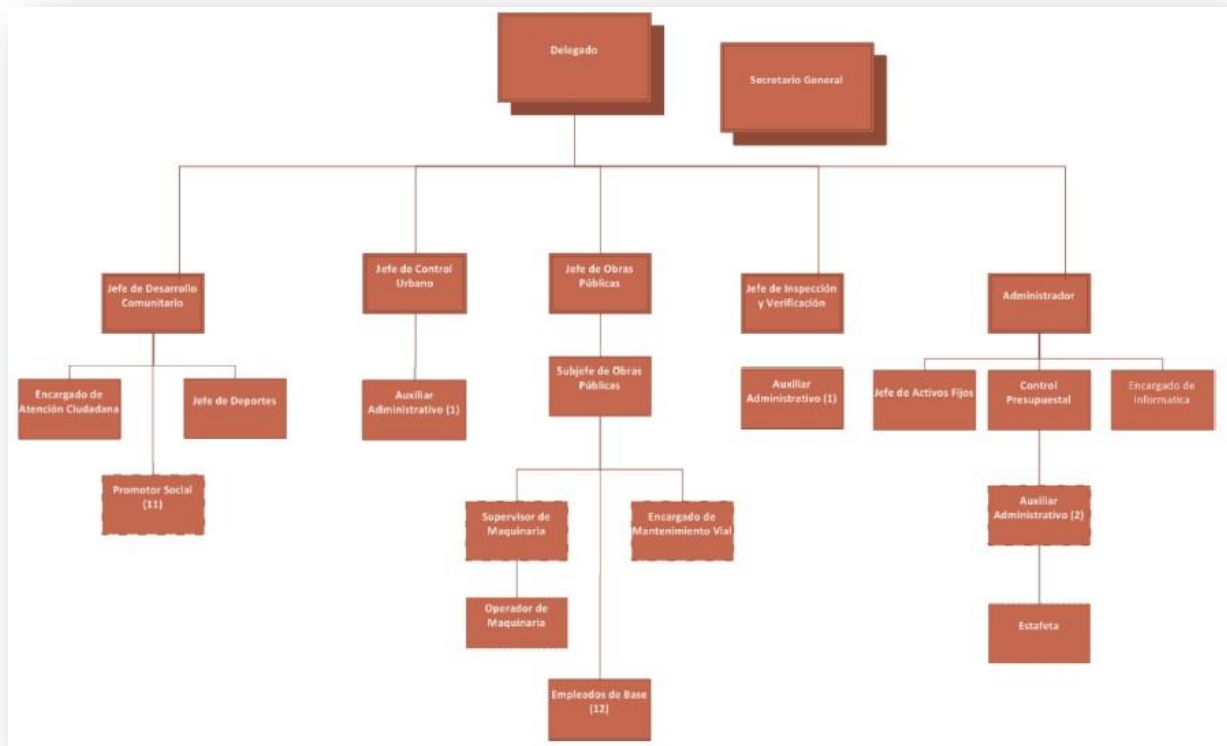 Delegado
Secretario General
Jefe de Desarrollo
Comunitario
Jefe de Control
Urbano
Jefe de Obras
Públicas
Jefe de Inspección
y Verificación
Administrador
Encargado de
Atención Ciudadana
Jefe de Deportes
Auxiliar
Administrativo (1)
Subjefe de Obras
Públicas
Auxiliar
Administrativo (1)
Jefe de Activos Fijos
Control
Presupuestal
Encargado de
Informatica
Promotor Social
(11)
Supervisor de
Maquinaria
Encargado de
Mantenimiento Vial
Auxiliar
Administrativo (2)
Operador de
Maquinaria
Estafeta
Empleados de Base
(12)